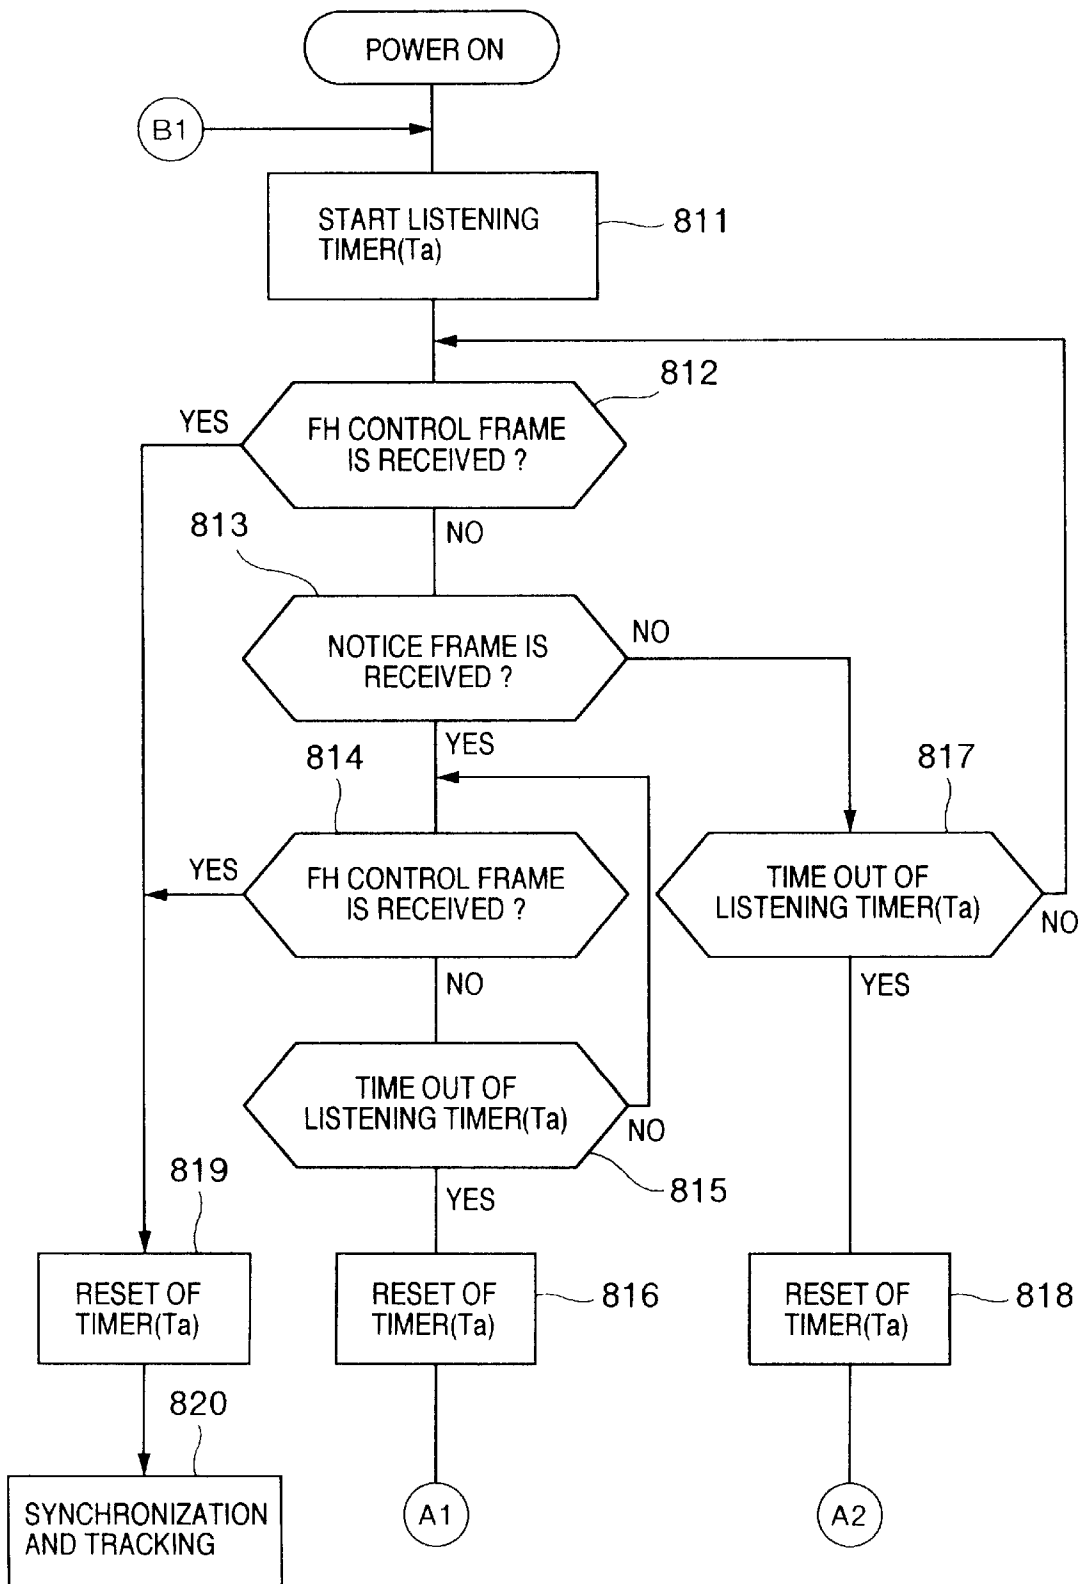 POWER ON
B1
START LISTENING
TIMER(Ta)
811
812
YES
FH CONTROL FRAME
IS RECEIVED ?
813
NO
NOTICE FRAME IS
RECEIVED ?
NO
YES
814
817
YES
FH CONTROL FRAME
IS RECEIVED ?
TIME OUT OF
LISTENING TIMER(Ta)
NO
NO
YES
TIME OUT OF
LISTENING TIMER(Ta)
NO
815
YES
819
RESET OF
TIMER(Ta)
RESET OF
TIMER(Ta)
816
RESET OF
TIMER(Ta)
818
820
SYNCHRONIZATION
AND TRACKING
A1
A2